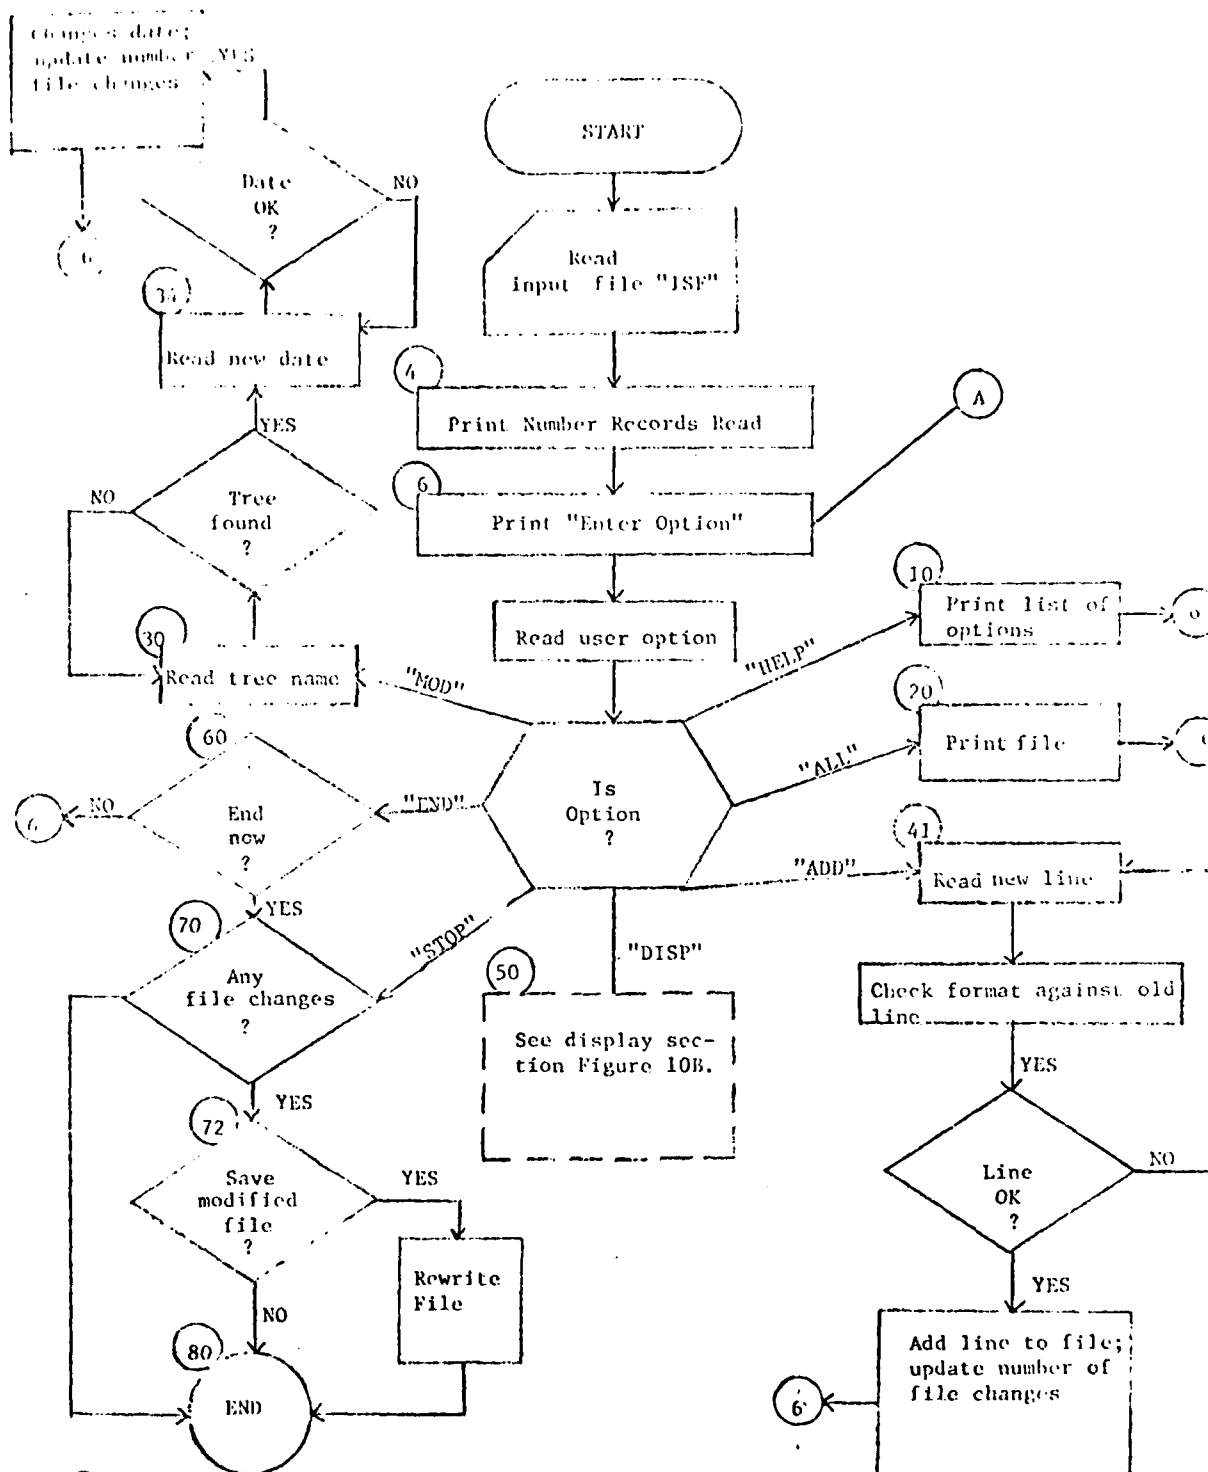 Changes date;
update number
file changes
YES
START
Date
OK
?
NO
6
Read
input file "JSF"
34
Read new date
4
Print Number Records Read
A
YES
Tree
found
?
NO
6
Print "Enter Option"
10
Print list of
options
Read user option
30
Read tree name
"MOD"
"HELP"
20
Print file
"ALL"
60
End
now
?
NO
6
"END"
Is
Option
?
41
Read new line
"ADD"
YES
70
Any
file changes
?
"STOP"
"DISP"
50
See display sec-
tion Figure 10B.
Check format against old
line
YES
YES
72
Save
modified
file
?
YES
Line
OK
?
NO
Rewrite
File
NO
YES
80
END
Add line to file;
update number of
file changes
6